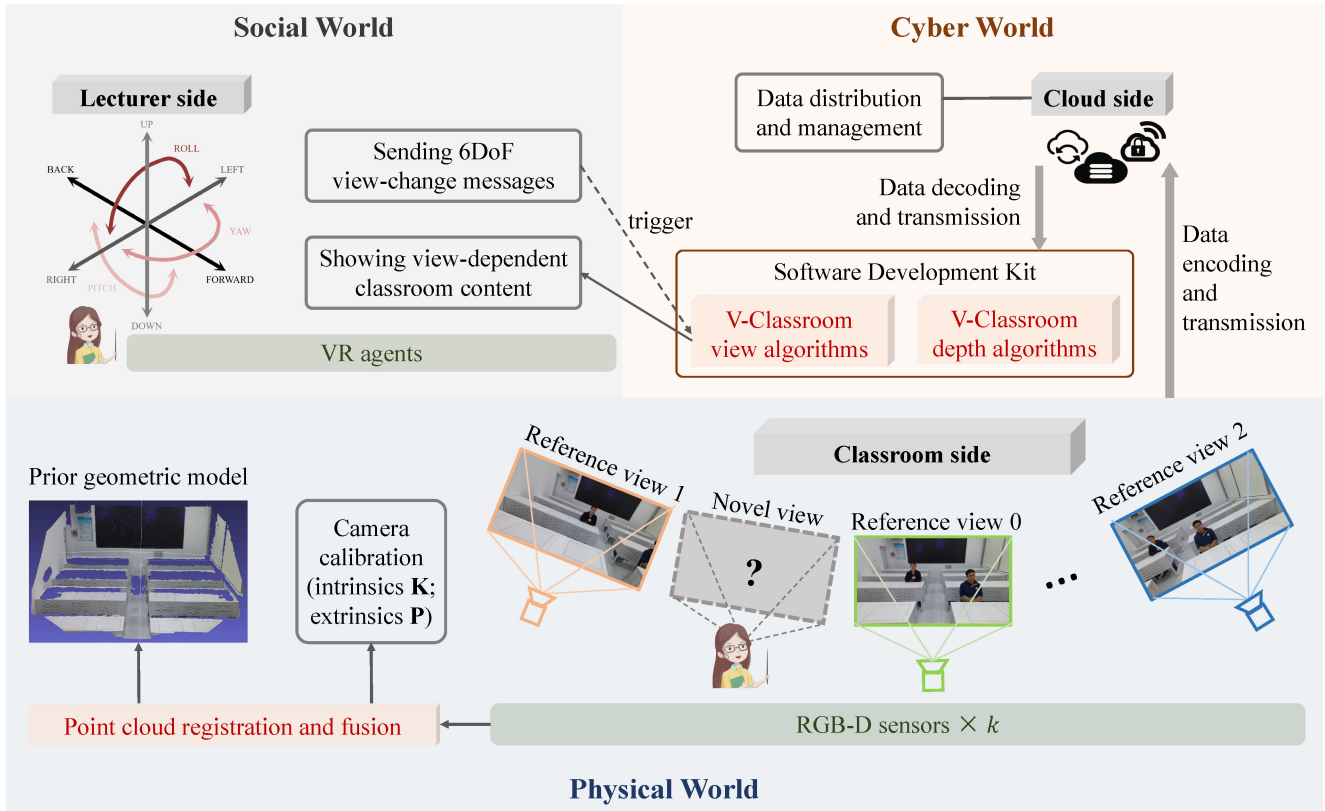 Social World
Lecturer side
UP
ROLL
BACK
LEFT
YAW
RIGHT
PITCH
FORWARD
DOWN
Sending 6DoF
view-change messages
Showing view-dependent
classroom content
VR agents
trigger
Cyber World
Data distribution
and management
Cloud side
Data decoding
and transmission
Data
encoding
and
transmission
Software Development Kit
V-Classroom
view algorithms
V-Classroom
depth algorithms
Classroom side
Prior geometric model
Camera
calibration
(intrinsics K;
extrinsics P)
Reference view 1
Novel view
?
Reference view 0
...
Reference view 2
Point cloud registration and fusion
RGB-D sensors × k
Physical World